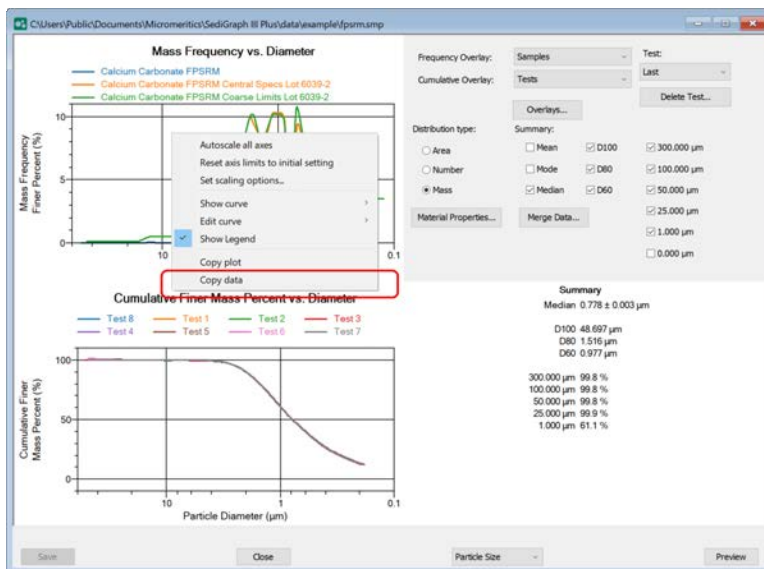 C:\Users\Public\Documents\Micromeritics\SediGraph III Plus\data\example\fpsrm.smp
Mass Frequency vs. Diameter
Calcium Carbonate FPSRM
Calcium Carbonate FPSRM Central Specs Lot 6039-2
Calcium Carbonate FPSRM Coarse Limits Lot 6039-2
Mass Frequency
Finer Percent (%)
10
5
0
10
0.1
Autoscale all axes
Reset axis limits to initial setting
Set scaling options...
Show curve
Edit curve
Show Legend
Copy plot
Copy data
Cumulative Finer Mass Percent vs. Diameter
Test 8 Test 1 Test 2 Test 3
Test 4 Test 5 Test 6 Test 7
Cumulative Finer
Mass Percent (%)
100
50
0
10 1 0.1
Particle Diameter (µm)
Frequency Overlay: Samples
Cumulative Overlay: Tests
Overlays...
Test:
Last
Delete Test...
Distribution type:
Area
Number
Mass
Material Properties...
Summary:
Mean D100 300.000 µm
Mode D80 100.000 µm
Median D60 50.000 µm
25.000 µm
1.000 µm
0.000 µm
Merge Data...
Summary
Median 0.778 ± 0.003 µm
D100 48.697 µm
D80 1.516 µm
D60 0.977 µm
300.000 µm 99.8 %
100.000 µm 99.8 %
50.000 µm 99.8 %
25.000 µm 99.9 %
1.000 µm 61.1 %
Save Close Particle Size Preview